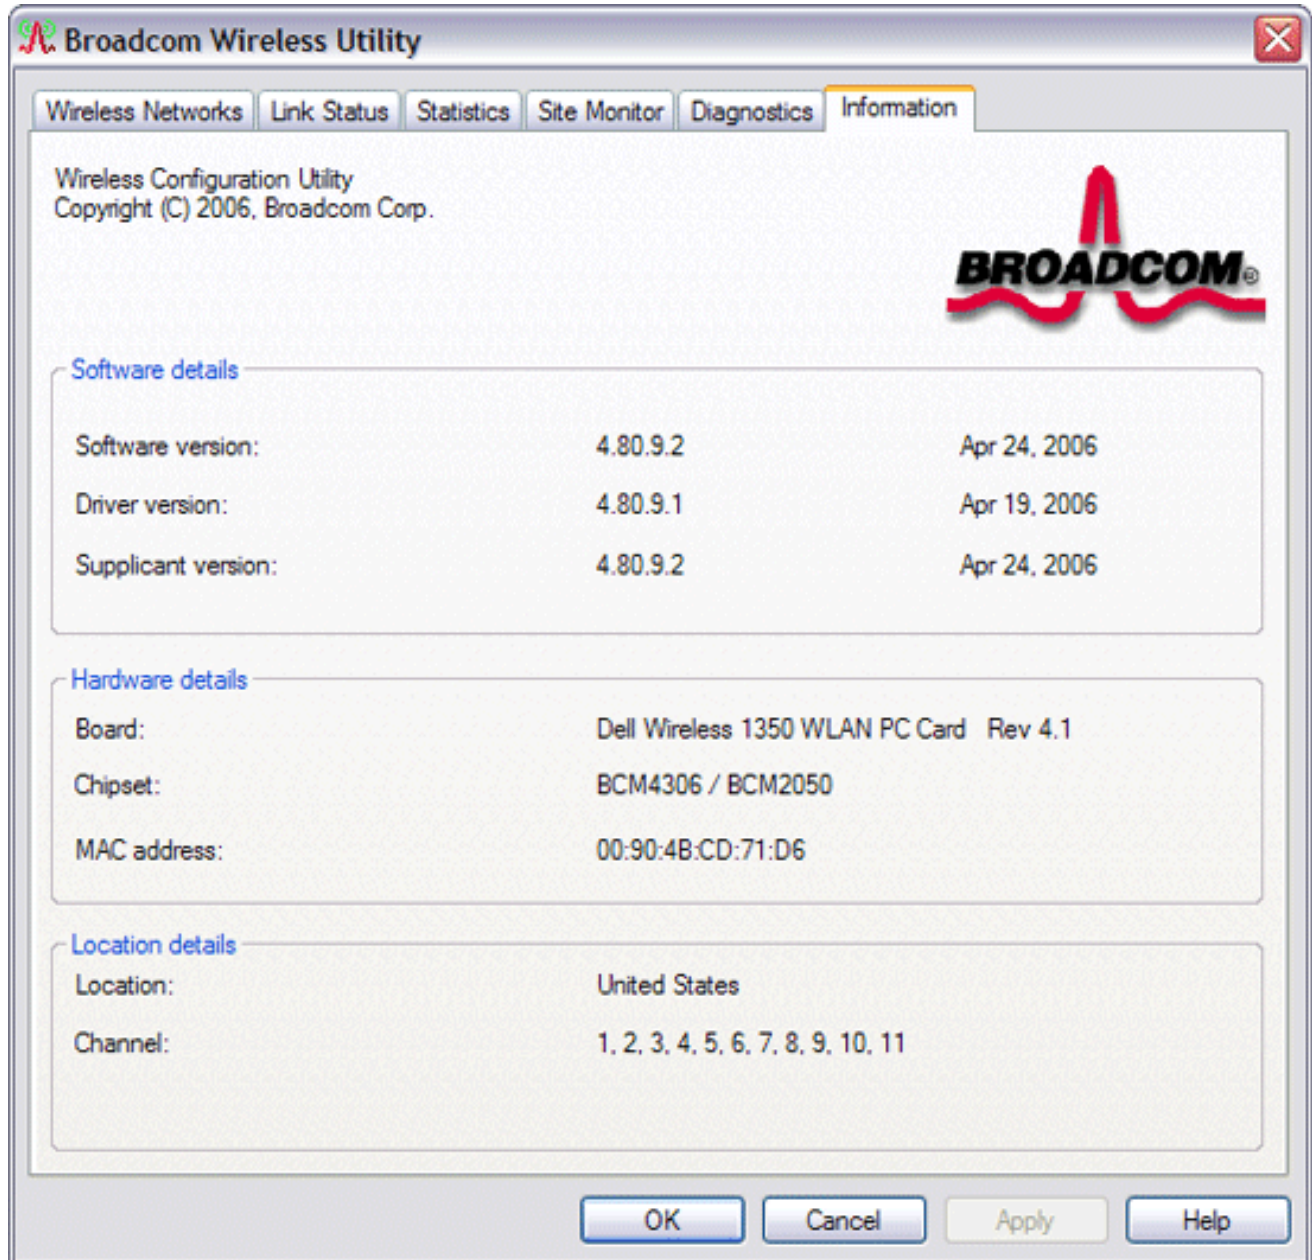 Broadcom Wireless Utility
Wireless Networks Link Status Statistics Site Monitor Diagnostics Information
Wireless Configuration Utility
Copyright (C) 2006, Broadcom Corp.
BROADCOM®
Software details
Software version: 4.80.9.2 Apr 24, 2006
Driver version: 4.80.9.1 Apr 19, 2006
Supplicant version: 4.80.9.2 Apr 24, 2006
Hardware details
Board: Dell Wireless 1350 WLAN PC Card Rev 4.1
Chipset: BCM4306 / BCM2050
MAC address: 00:90:4B:CD:71:D6
Location details
Location: United States
Channel: 1, 2, 3, 4, 5, 6, 7, 8, 9, 10, 11
OK Cancel Apply Help